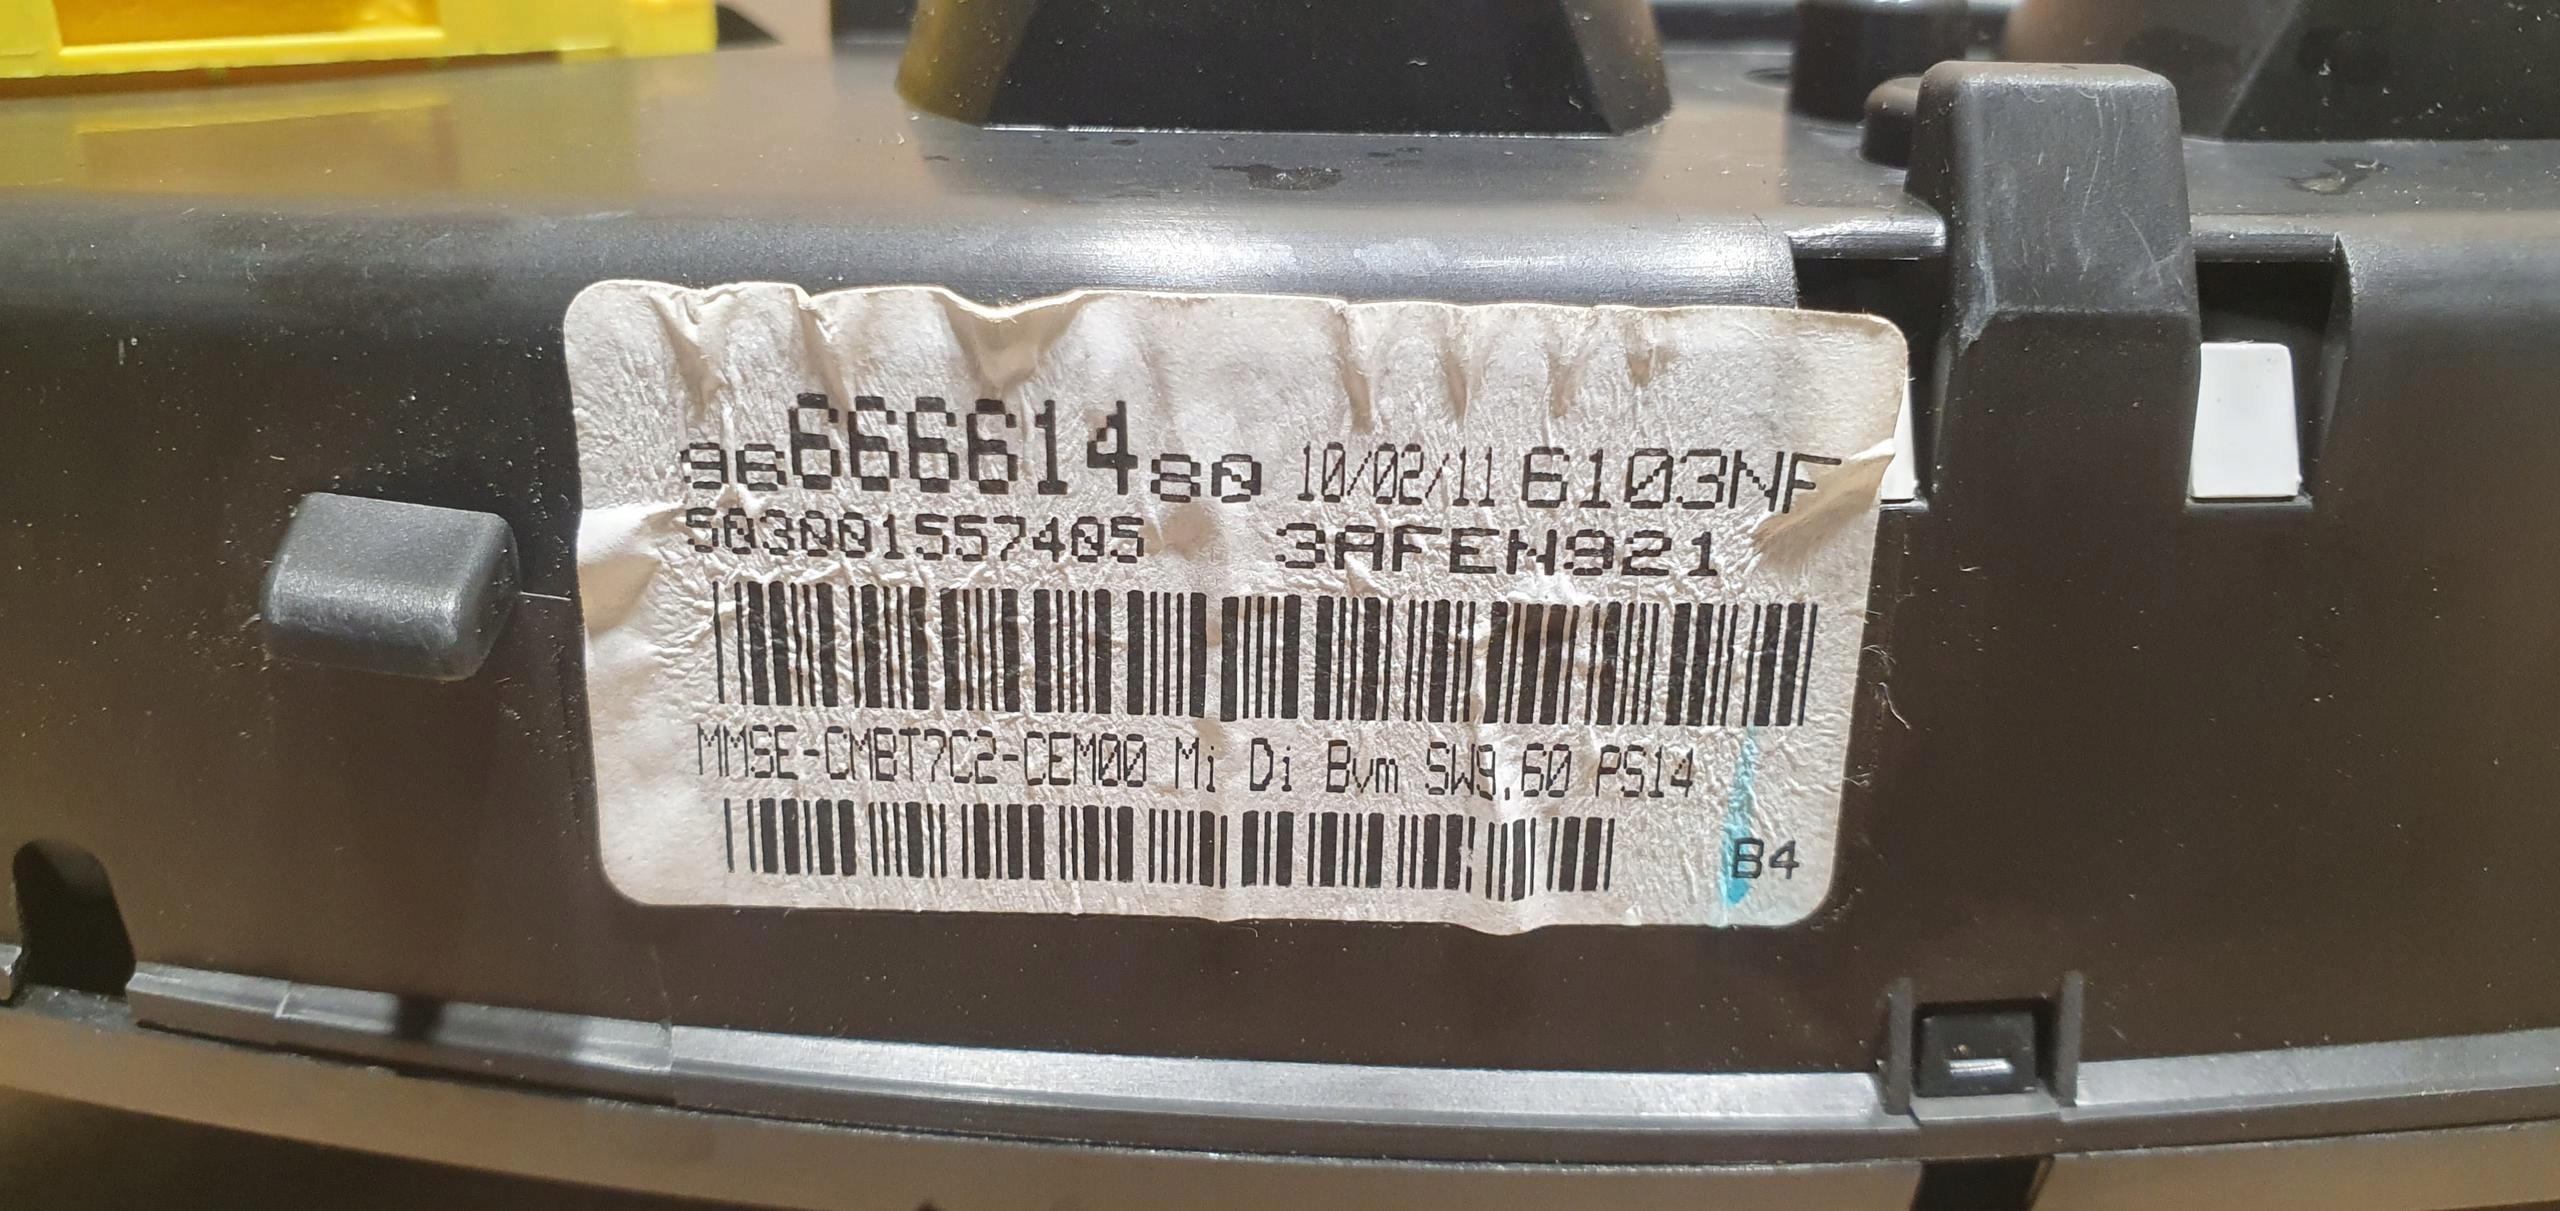 9666661480 10/02/11 6103NF
503001557405 3AFEN921
MMSE-CMBT7C2-CEM00 Mi Di Bvm SW9.60 PS14
B4